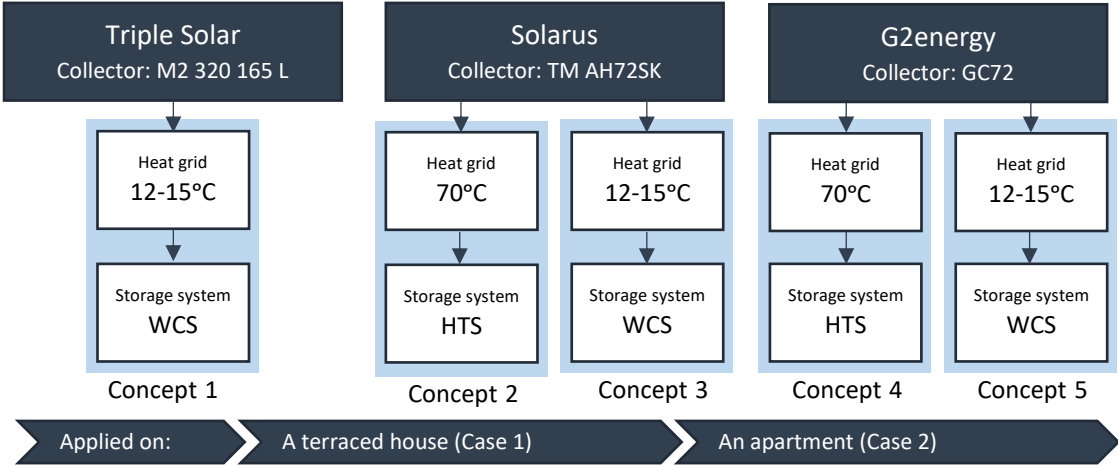 Triple Solar
Collector: M2 320 165 L
Solarus
Collector: TM AH72SK
G2energy
Collector: GC72
Heat grid
12-15°C
Heat grid
70°C
Heat grid
12-15°C
Heat grid
70°C
Heat grid
12-15°C
Storage system
WCS
Storage system
HTS
Storage system
WCS
Storage system
HTS
Storage system
WCS
Concept 1
Concept 2
Concept 3
Concept 4
Concept 5
Applied on:
A terraced house (Case 1)
An apartment (Case 2)